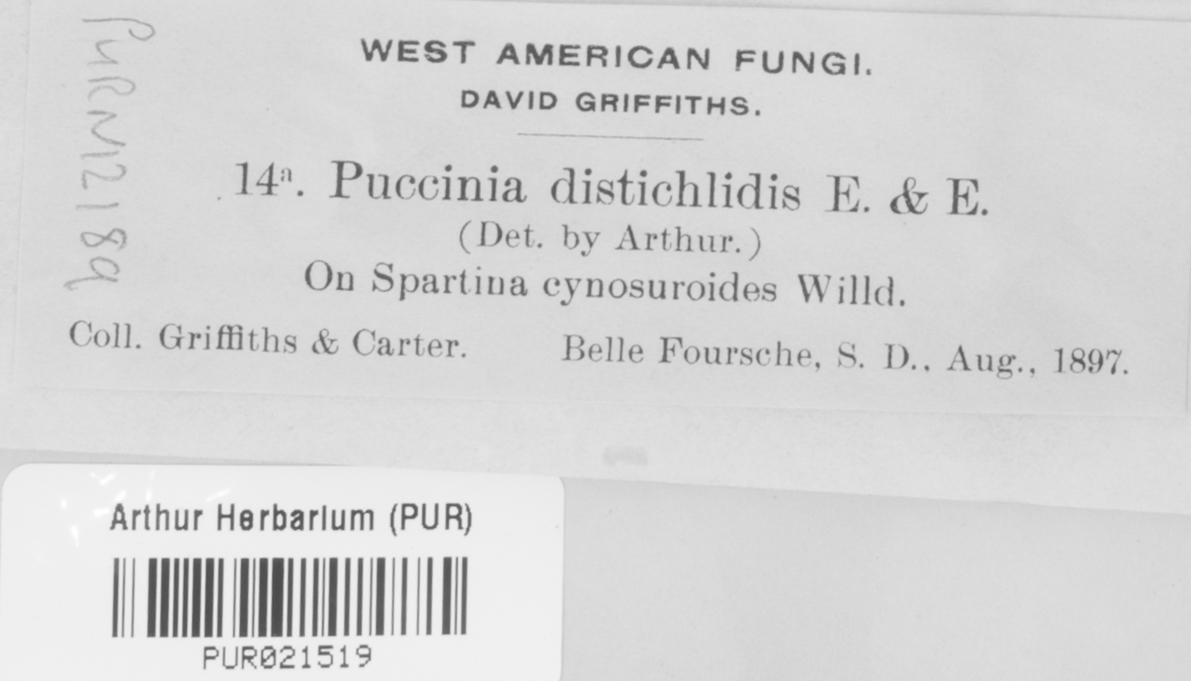 PURN12189
WEST AMERICAN FUNGI.
DAVID GRIFFITHS.
14a. Puccinia distichlidis E. & E.
(Det. by Arthur.)
On Spartina cynosuroides Willd.
Coll. Griffiths & Carter. Belle Foursche, S. D., Aug., 1897.
Arthur Herbarium (PUR)
PUR021519